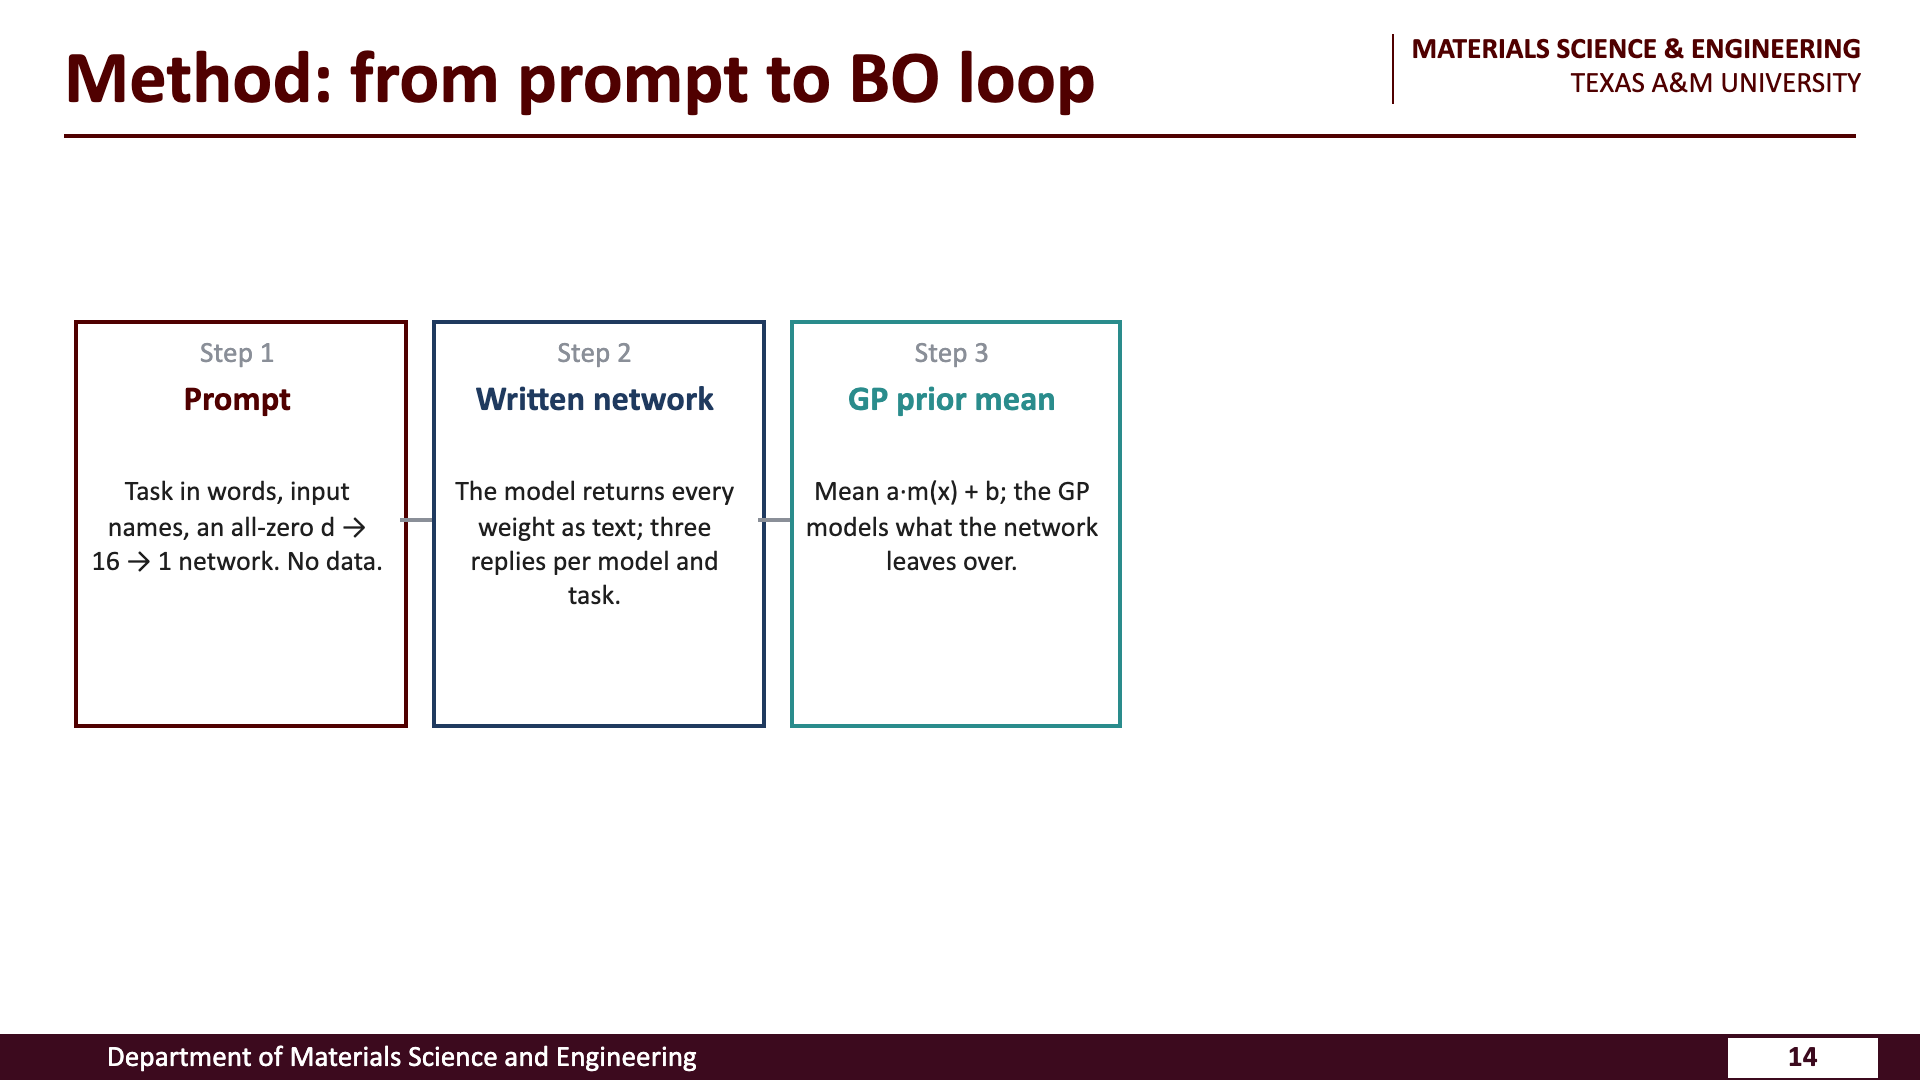 Method: from prompt to BO loop
MATERIALS SCIENCE & ENGINEERING
TEXAS A&M UNIVERSITY
Step 1
Prompt
Task in words, input
names, an all-zero d →
16 → 1 network. No data.
Step 2
Written network
The model returns every
weight as text; three
replies per model and
task.
Step 3
GP prior mean
Mean a·m(x) + b; the GP
models what the network
leaves over.
Department of Materials Science and Engineering
14